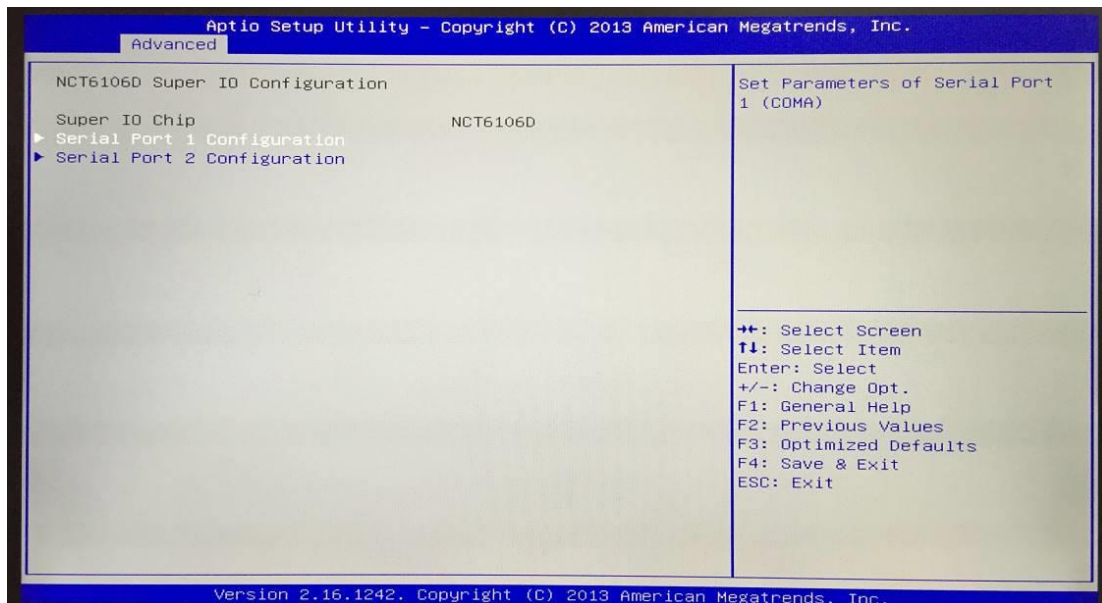 Aptio Setup Utility – Copyright (C) 2013 American Megatrends, Inc.
Advanced
NCT6106D Super IO Configuration
Super IO Chip NCT6106D
▶ Serial Port 1 Configuration
▶ Serial Port 2 Configuration
Set Parameters of Serial Port
1 (COMA)
→←: Select Screen
↑↓: Select Item
Enter: Select
+/-: Change Opt.
F1: General Help
F2: Previous Values
F3: Optimized Defaults
F4: Save & Exit
ESC: Exit
Version 2.16.1242. Copyright (C) 2013 American Megatrends, Inc.